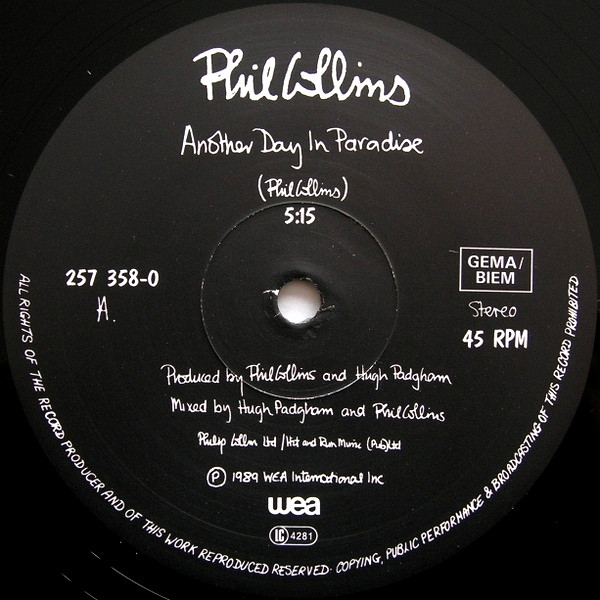 Phil Collins
Another Day In Paradise
(Phil Collins)
5:15
257 358-0
A.
GEMA/
BIEM
Stereo
45 RPM
Produced by Phil Collins and Hugh Padgham
Mixed by Hugh Padgham and Phil Collins
Philip Collins Ltd / Hit and Run Music (Pub) Ltd
℗ 1989 WEA International Inc
wea
LC 4281
ALL RIGHTS OF THE RECORD PRODUCER AND OF THIS WORK REPRODUCED RESERVED· COPYING, PUBLIC PERFORMANCE & BROADCASTING OF THIS RECORD PROHIBITED